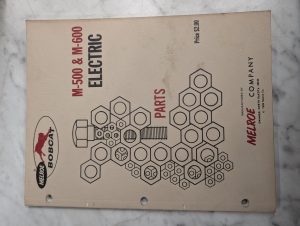 M-500 & M-600
ELECTRIC
Price $2.00
PARTS
MELROE
BOBCAT
MELROE COMPANY